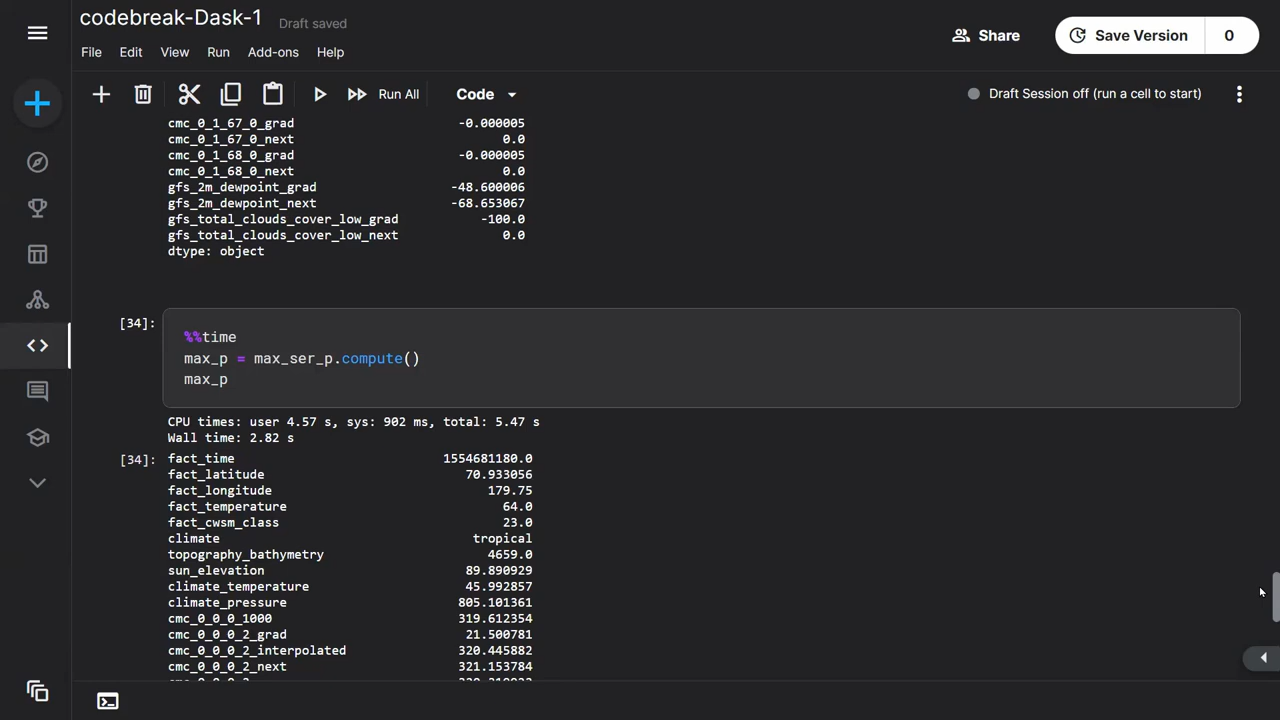 codebreak-Dask-1 Draft saved
File Edit View Run Add-ons Help
Share Save Version 0
Run All Code Draft Session off (run a cell to start)
cmc_0_1_67_0_grad -0.000005
cmc_0_1_67_0_next 0.0
cmc_0_1_68_0_grad -0.000005
cmc_0_1_68_0_next 0.0
gfs_2m_dewpoint_grad -48.600006
gfs_2m_dewpoint_next -68.653067
gfs_total_clouds_cover_low_grad -100.0
gfs_total_clouds_cover_low_next 0.0
dtype: object
[34]:
%%time
max_p = max_ser_p.compute()
max_p
CPU times: user 4.57 s, sys: 902 ms, total: 5.47 s
Wall time: 2.82 s
[34]: fact_time 1554681180.0
fact_latitude 70.933056
fact_longitude 179.75
fact_temperature 64.0
fact_cwsm_class 23.0
climate tropical
topography_bathymetry 4659.0
sun_elevation 89.890929
climate_temperature 45.992857
climate_pressure 805.101361
cmc_0_0_0_1000 319.612354
cmc_0_0_0_2_grad 21.500781
cmc_0_0_0_2_interpolated 320.445882
cmc_0_0_0_2_next 321.153784